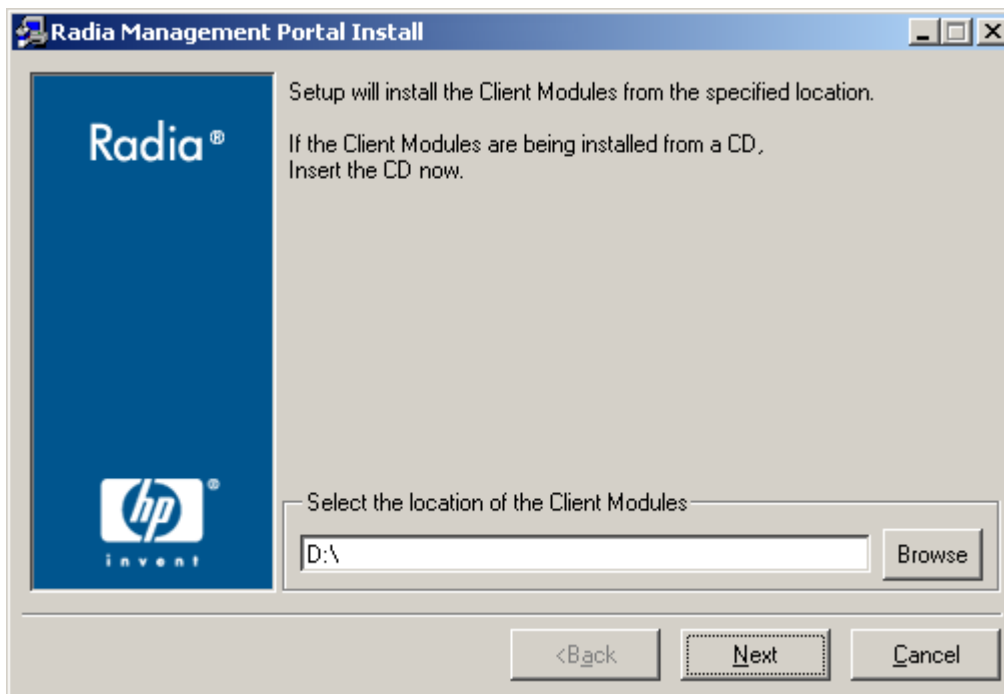 Radia Management Portal Install
Radia®
Setup will install the Client Modules from the specified location.
If the Client Modules are being installed from a CD,
Insert the CD now.
hp®
invent
Select the location of the Client Modules
D:\
Browse
<Back
Next
Cancel